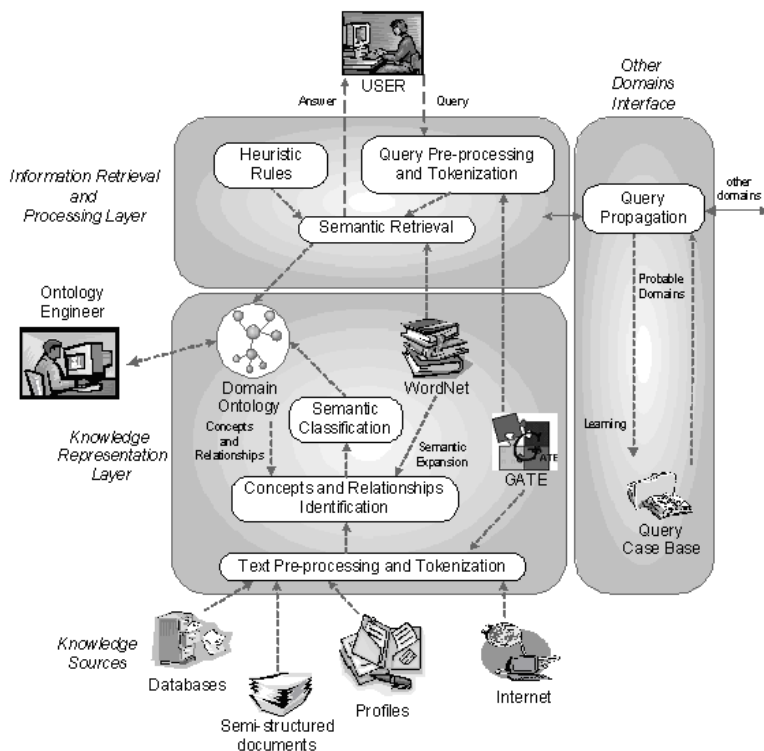 USER
Other
Domains
Interface
Answer
Query
Heuristic
Rules
Query Pre-processing
and Tokenization
Information Retrieval
and
Processing Layer
Semantic Retrieval
Query
Propagation
other
domains
Probable
Domains
Ontology
Engineer
Domain
Ontology
WordNet
Semantic
Classification
Concepts
and
Relationships
Semantic
Expansion
GATE
Learning
Knowledge
Representation
Layer
Concepts and Relationships
Identification
Query
Case Base
Text Pre-processing and Tokenization
Knowledge
Sources
Databases
Semi-structured
documents
Profiles
Internet